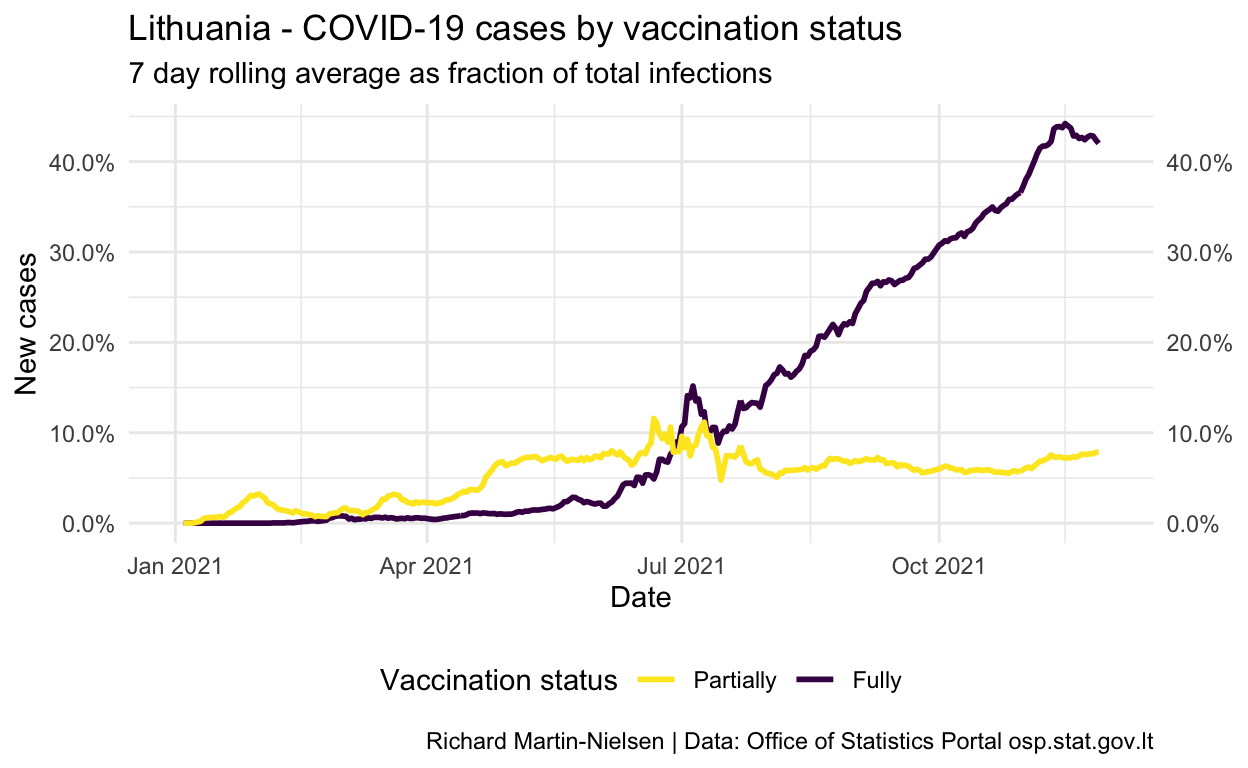 Lithuania - COVID-19 cases by vaccination status
7 day rolling average as fraction of total infections
New cases
40.0%
30.0%
20.0%
10.0%
0.0%
40.0%
30.0%
20.0%
10.0%
0.0%
Jan 2021 Apr 2021 Jul 2021 Oct 2021
Date
Vaccination status Partially Fully
Richard Martin-Nielsen | Data: Office of Statistics Portal osp.stat.gov.lt